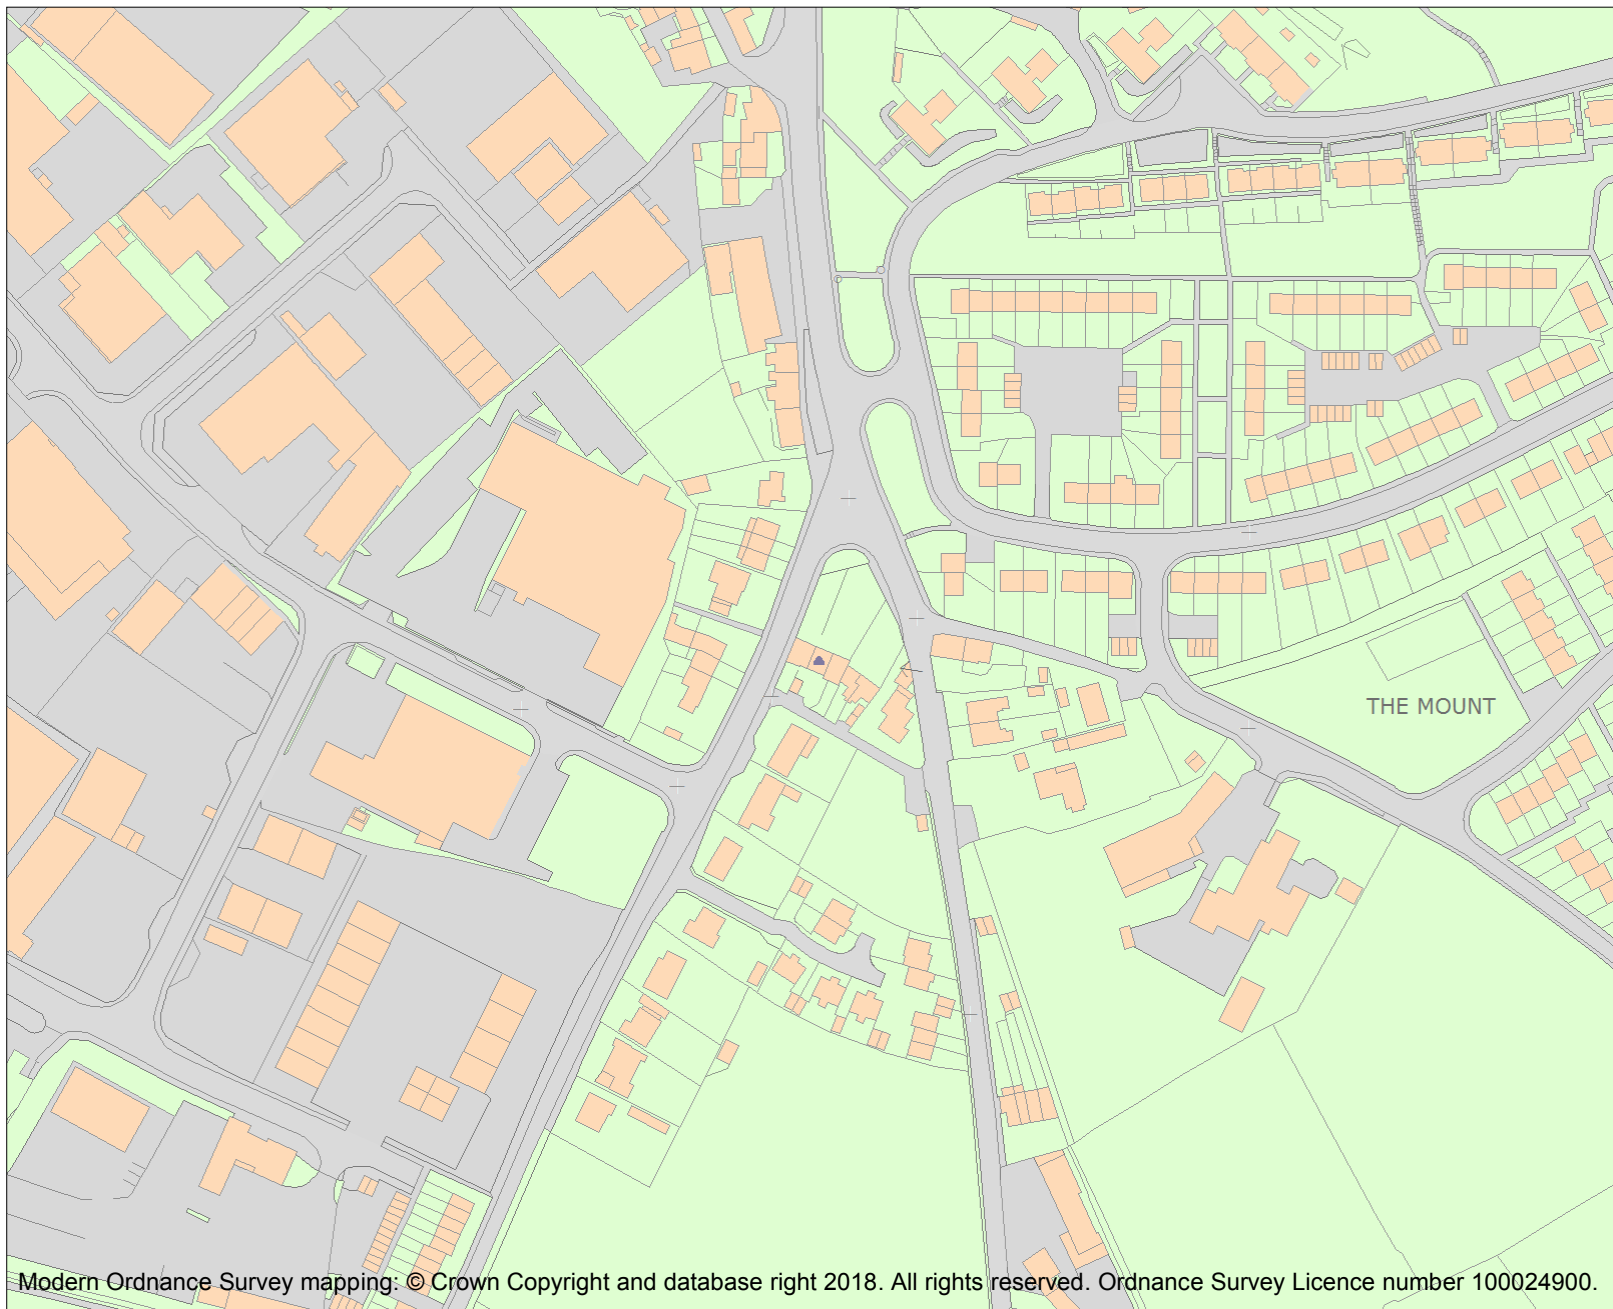 THE MOUNT
Modern Ordnance Survey mapping: © Crown Copyright and database right 2018. All rights reserved. Ordnance Survey Licence number 100024900.